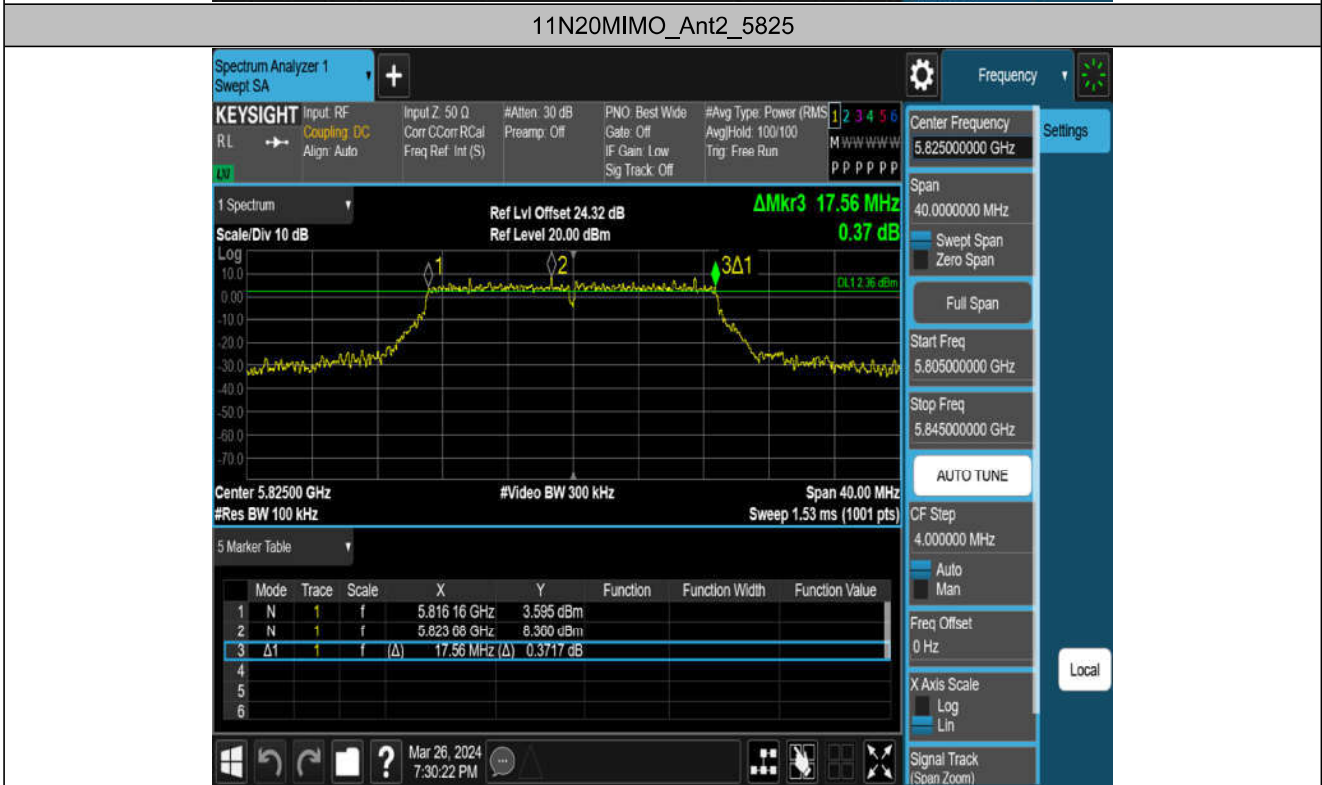 11N20MIMO_Ant2_5825
Spectrum Analyzer 1
Swept SA
+
Frequency
KEYSIGHT Input: RF
Coupling: DC
Align: Auto
RL
LXI
Input Z: 50 Ω
Corr CCorr RCal
Freq Ref: Int (S)
#Atten: 30 dB
Preamp: Off
PNO: Best Wide
Gate: Off
IF Gain: Low
Sig Track: Off
#Avg Type: Power (RMS
Avg|Hold: 100/100
Trig: Free Run
1 2 3 4 5 6
M W W W W W
P P P P P P
1 Spectrum
Scale/Div 10 dB
Ref Lvl Offset 24.32 dB
Ref Level 20.00 dBm
ΔMkr3 17.56 MHz
0.37 dB
Log
10.0
0.00
-10.0
-20.0
-30.0
-40.0
-50.0
-60.0
-70.0
1
2
3Δ1
DL1 2.36 dBm
Center 5.82500 GHz
#Res BW 100 kHz
#Video BW 300 kHz
Span 40.00 MHz
Sweep 1.53 ms (1001 pts)
5 Marker Table
Mode Trace Scale X Y Function Function Width Function Value
1 N 1 f 5.816 16 GHz 3.595 dBm
2 N 1 f 5.823 68 GHz 8.360 dBm
3 Δ1 1 f (Δ) 17.56 MHz (Δ) 0.3717 dB
4
5
6
Mar 26, 2024
7:30:22 PM
?
Center Frequency
5.825000000 GHz
Settings
Span
40.0000000 MHz
Swept Span
Zero Span
Full Span
Start Freq
5.805000000 GHz
Stop Freq
5.845000000 GHz
AUTO TUNE
CF Step
4.000000 MHz
Auto
Man
Freq Offset
0 Hz
X Axis Scale
Log
Lin
Local
Signal Track
(Span Zoom)